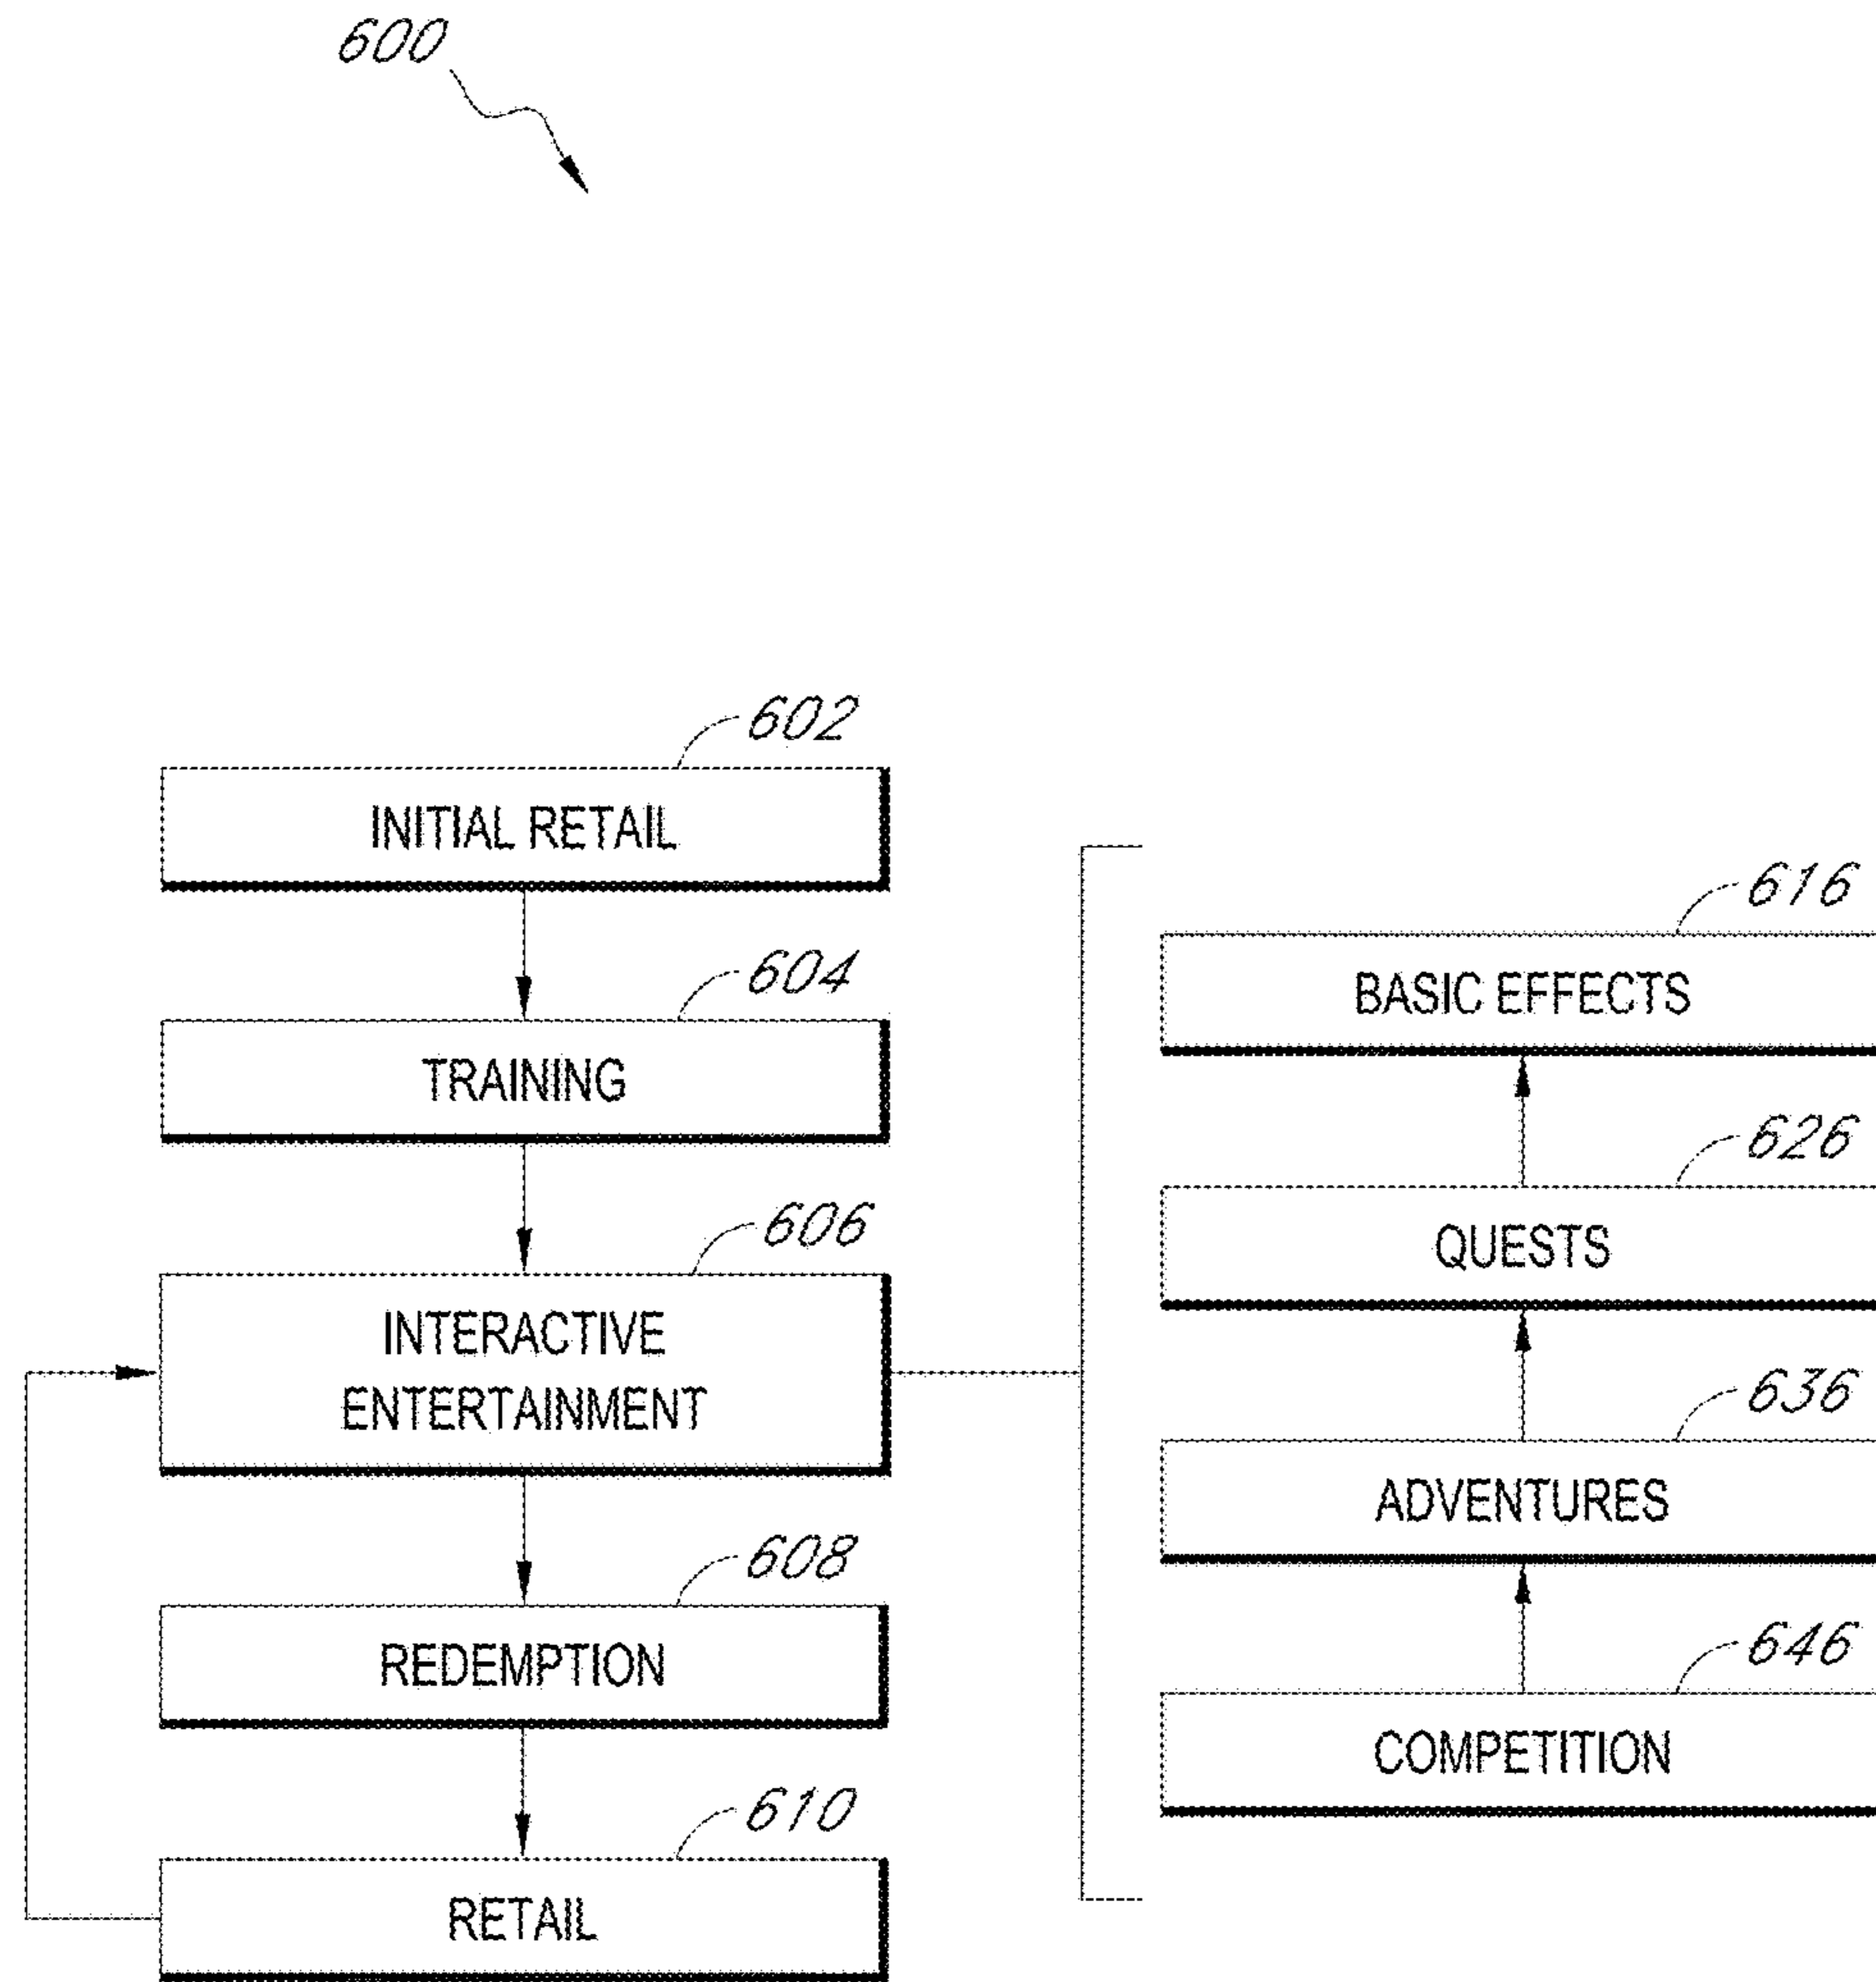 600
602
INITIAL RETAIL
604
TRAINING
606
INTERACTIVE
ENTERTAINMENT
608
REDEMPTION
610
RETAIL
616
BASIC EFFECTS
626
QUESTS
636
ADVENTURES
646
COMPETITION